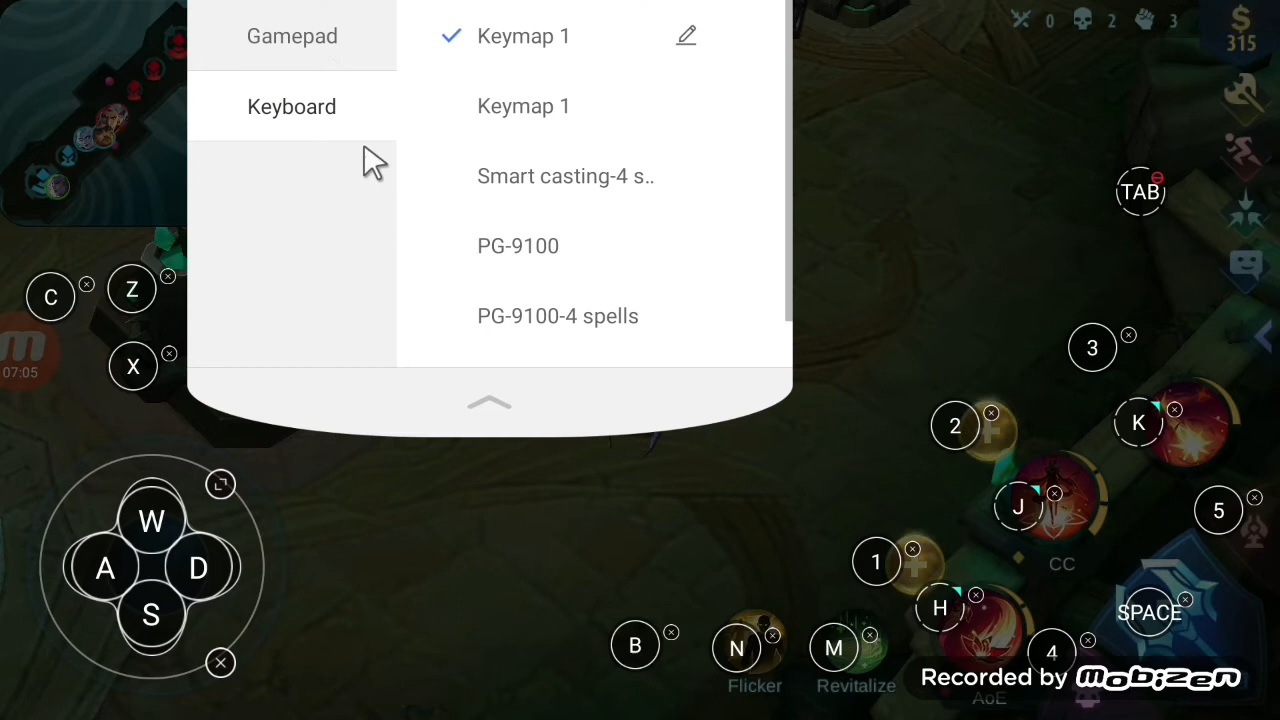 Gamepad
Keymap 1
0
2
3
$
315
Keyboard
Keymap 1
Smart casting-4 s..
TAB
PG-9100
C
Z
PG-9100-4 spells
3
07:05
X
2
K
J
5
W
1
CC
A
D
H
SPACE
S
B
N
M
4
Flicker
Revitalize
Recorded by mobizen
AoE